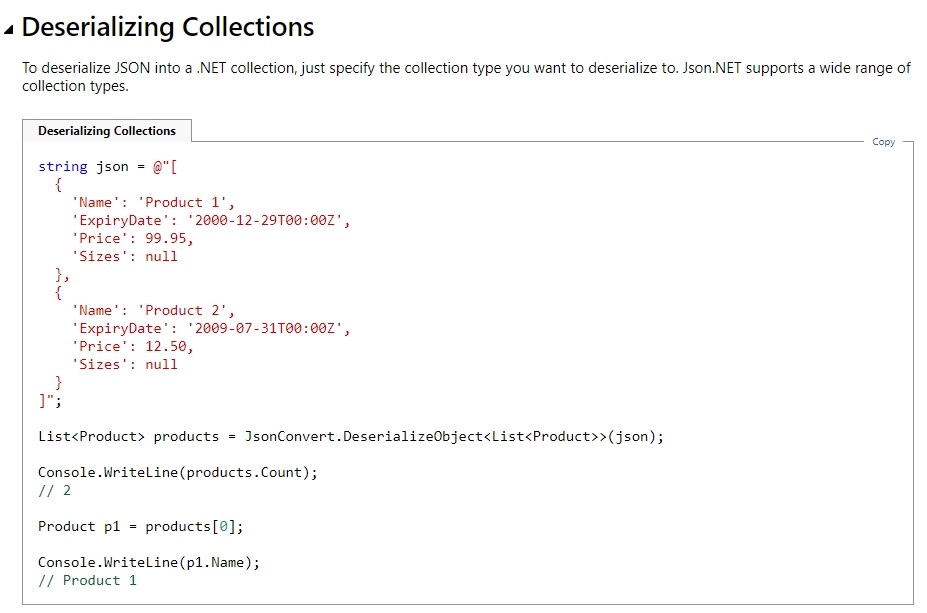 Deserializing Collections
To deserialize JSON into a .NET collection, just specify the collection type you want to deserialize to. Json.NET supports a wide range of
collection types.
Deserializing Collections
Copy
string json = @"[
  {
    'Name': 'Product 1',
    'ExpiryDate': '2000-12-29T00:00Z',
    'Price': 99.95,
    'Sizes': null
  },
  {
    'Name': 'Product 2',
    'ExpiryDate': '2009-07-31T00:00Z',
    'Price': 12.50,
    'Sizes': null
  }
]";
List<Product> products = JsonConvert.DeserializeObject<List<Product>>(json);
Console.WriteLine(products.Count);
// 2
Product p1 = products[0];
Console.WriteLine(p1.Name);
// Product 1